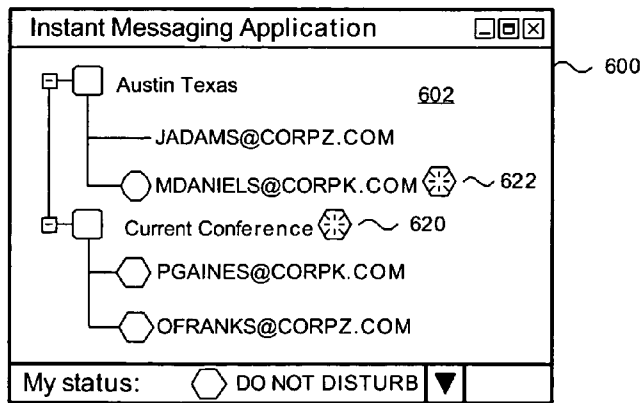 Instant Messaging Application
600
Austin Texas
602
JADAMS@CORPZ.COM
MDANIELS@CORPK.COM 622
Current Conference 620
PGAINES@CORPK.COM
OFRANKS@CORPZ.COM
My status: DO NOT DISTURB